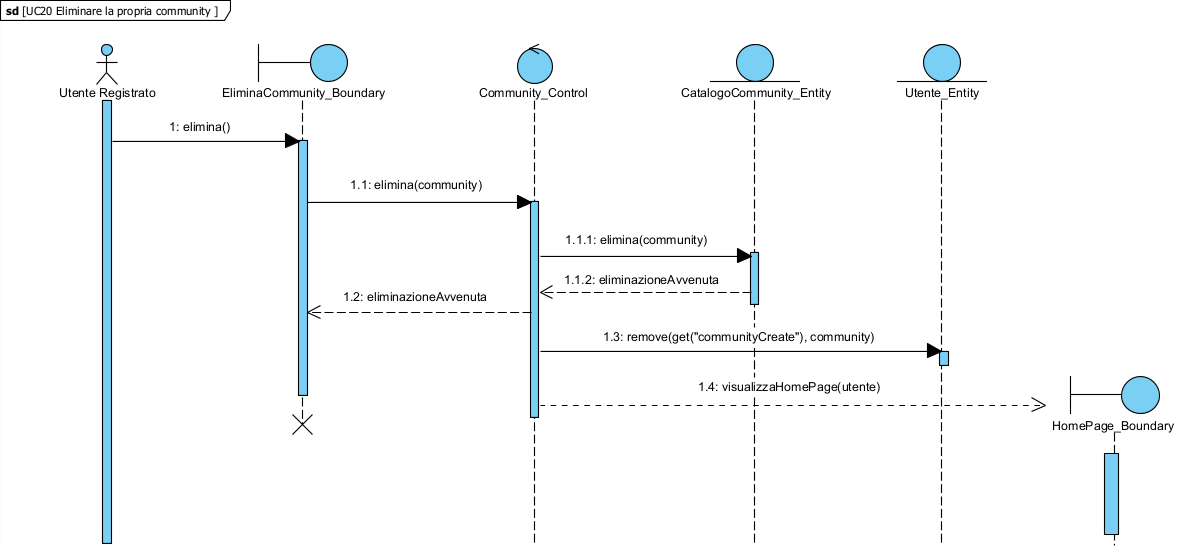 sd [UC20 Eliminare la propria community ]
Utente Registrato
EliminaCommunity_Boundary
Community_Control
CatalogoCommunity_Entity
Utente_Entity
1: elimina()
1.1: elimina(community)
1.1.1: elimina(community)
1.1.2: eliminazioneAvvenuta
1.2: eliminazioneAvvenuta
1.3: remove(get("communityCreate"), community)
1.4: visualizzaHomePage(utente)
HomePage_Boundary